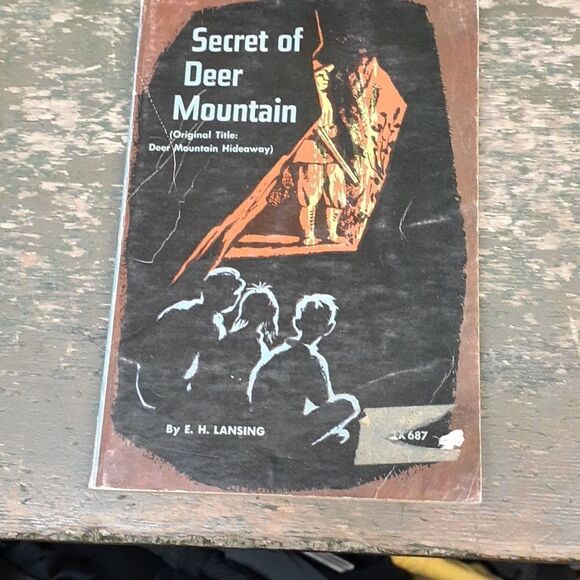 Secret of
Deer
Mountain
(Original Title:
Deer Mountain Hideaway)
By E. H. LANSING
687